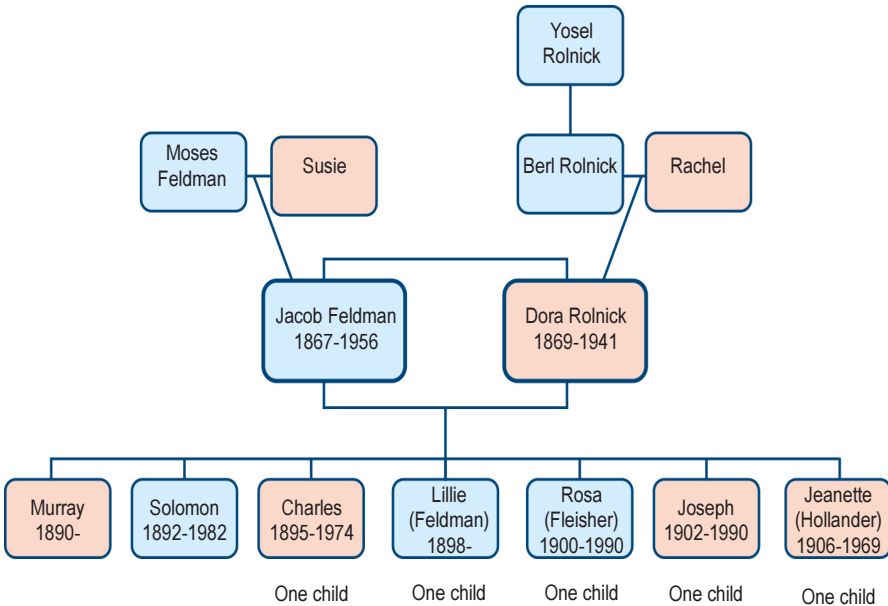 Yosel
Rolnick
Moses
Feldman
Susie
Berl Rolnick
Rachel
Jacob Feldman
1867-1956
Dora Rolnick
1869-1941
Murray
1890-
Solomon
1892-1982
Charles
1895-1974
Lillie
(Feldman)
1898-
Rosa
(Fleisher)
1900-1990
Joseph
1902-1990
Jeanette
(Hollander)
1906-1969
One child
One child
One child
One child
One child